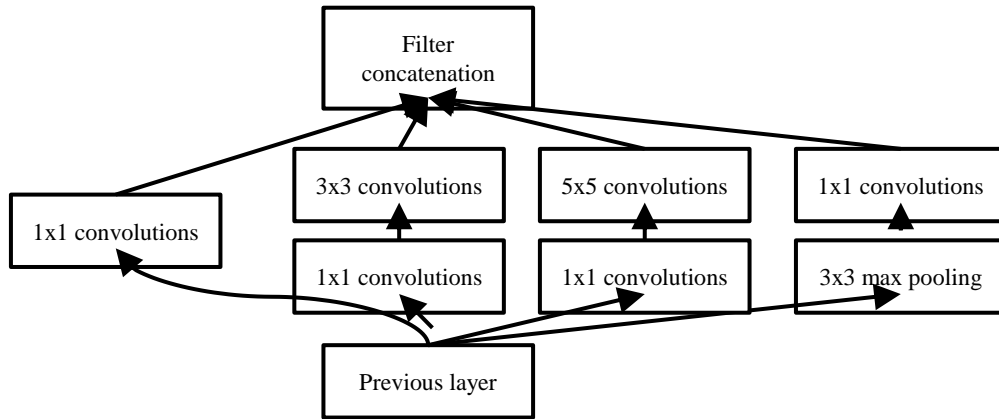 Filter
concatenation
3x3 convolutions
5x5 convolutions
1x1 convolutions
1x1 convolutions
1x1 convolutions
1x1 convolutions
3x3 max pooling
Previous layer